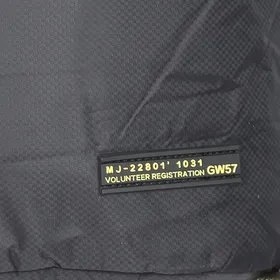 MJ-22801' 1031
VOLUNTEER REGISTRATION GW57